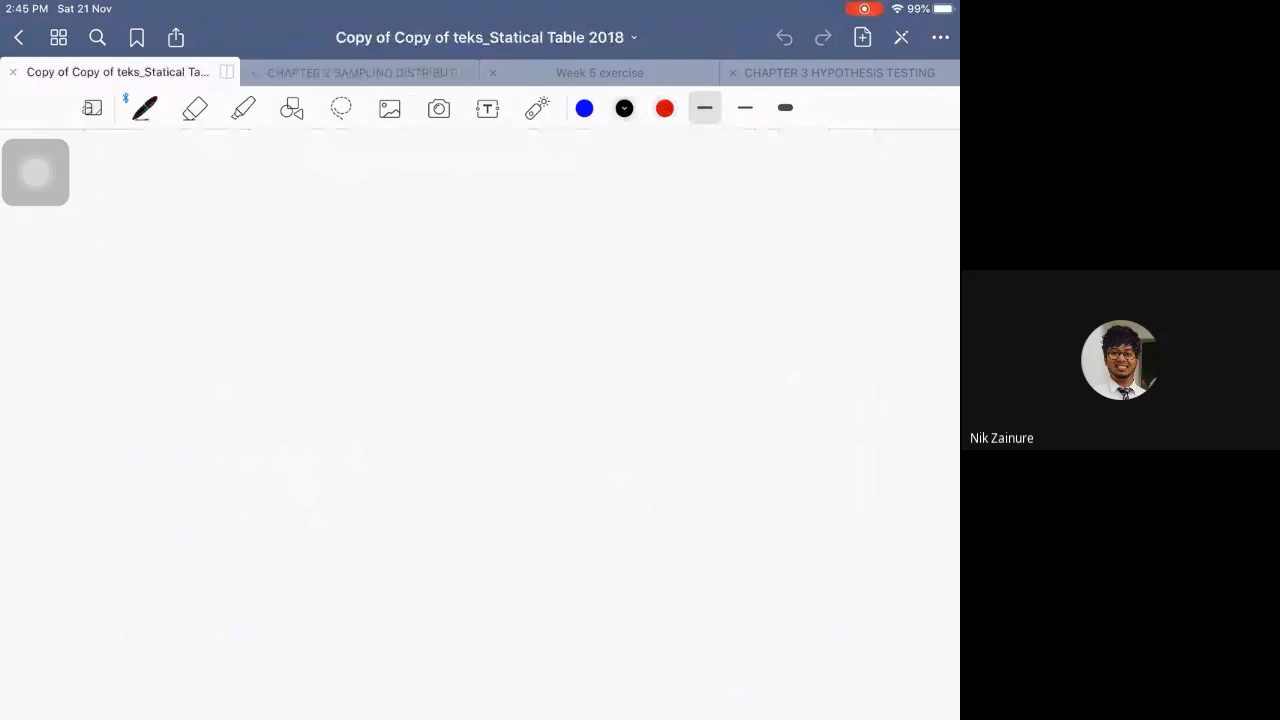 2:45 PM Sat 21 Nov
99%
Copy of Copy of teks_Statical Table 2018
Copy of Copy of teks_Statical Ta...
CHAPTER 2 SAMPLING DISTRIBUTI
Week 5 exercise
CHAPTER 3 HYPOTHESIS TESTING
T
Nik Zainure